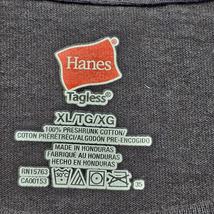 Hanes
Tagless®
XL/TG/XG
100% PRESHRUNK COTTON/
COTON PRÉRÉTRÉCI/ALGODÓN PRE-ENCOGIDO
MADE IN HONDURAS
FABRIQUÉ AU HONDURAS
HECHO EN HONDURAS
RN15763
CA00153
35